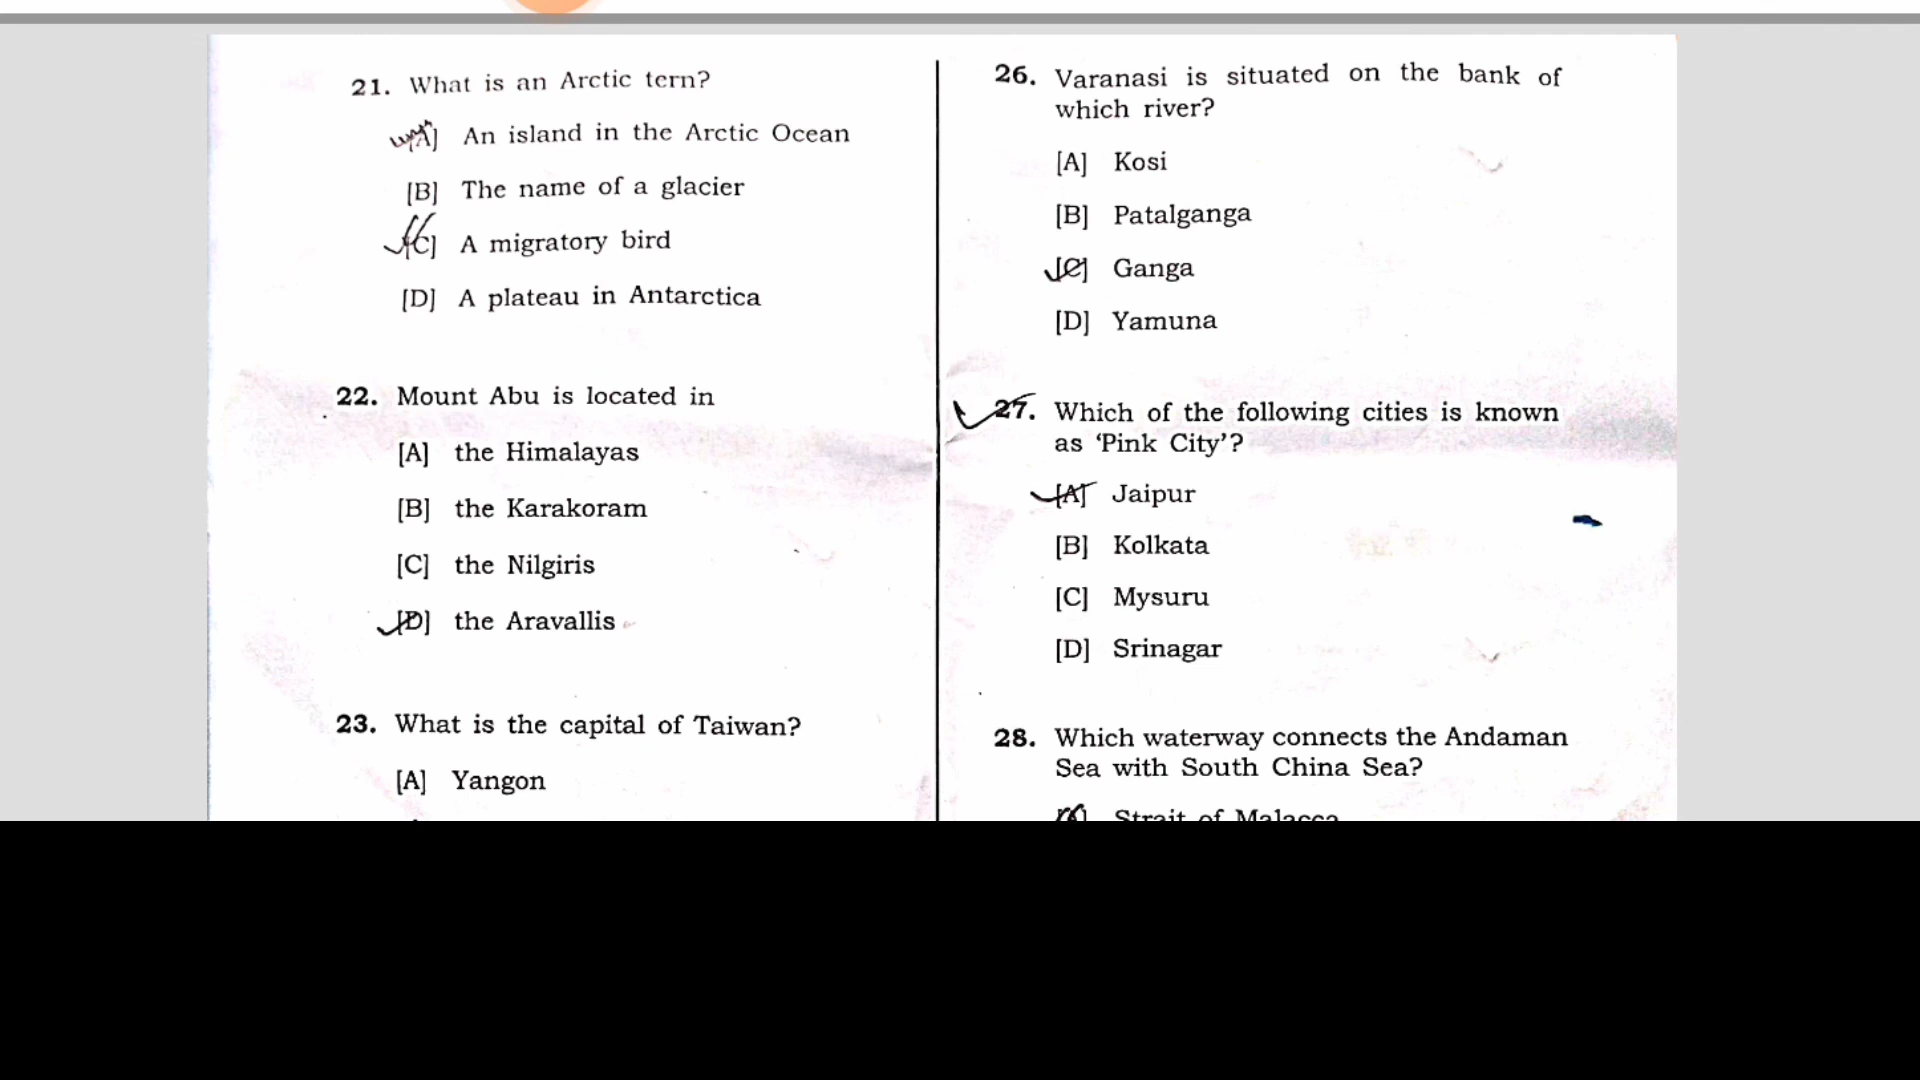 21. What is an Arctic tern?
[A] An island in the Arctic Ocean
[B] The name of a glacier
[C] A migratory bird
[D] A plateau in Antarctica
22. Mount Abu is located in
[A] the Himalayas
[B] the Karakoram
[C] the Nilgiris
[D] the Aravallis
23. What is the capital of Taiwan?
[A] Yangon
26. Varanasi is situated on the bank of
which river?
[A] Kosi
[B] Patalganga
[C] Ganga
[D] Yamuna
27. Which of the following cities is known
as ‘Pink City’?
[A] Jaipur
[B] Kolkata
[C] Mysuru
[D] Srinagar
28. Which waterway connects the Andaman
Sea with South China Sea?
[A] Strait of Malacca